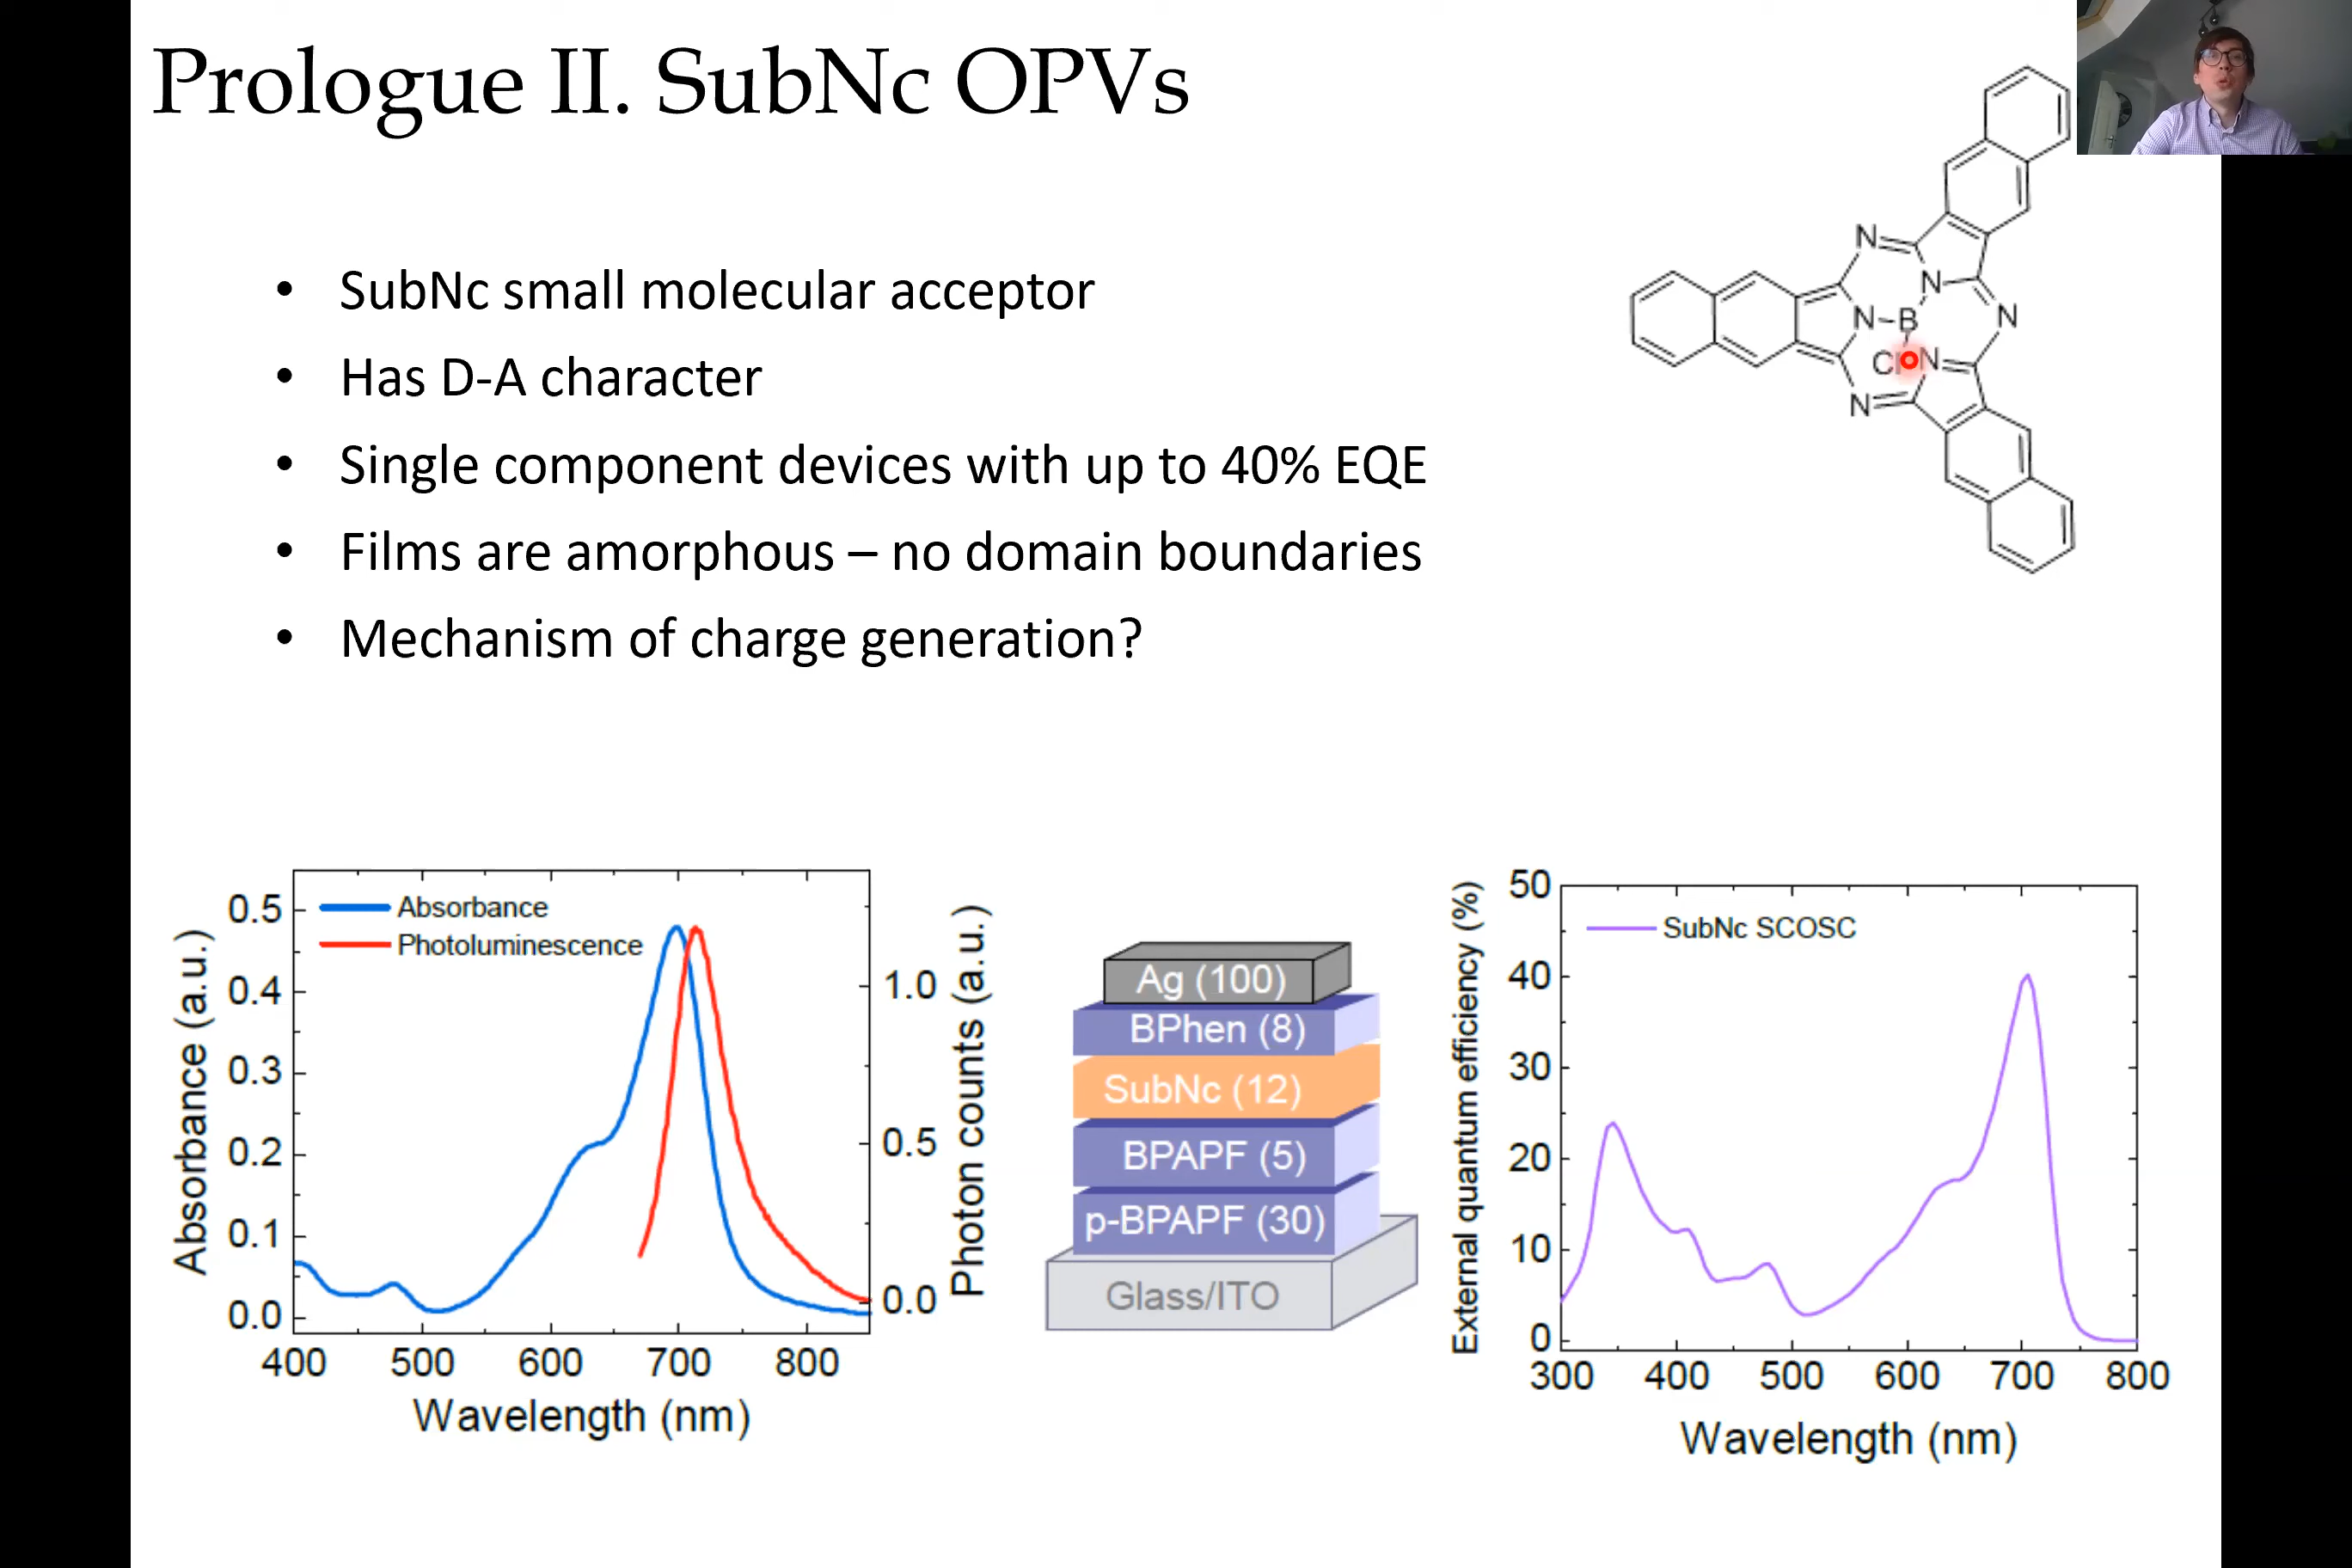 Prologue II. SubNc OPVs
• SubNc small molecular acceptor
• Has D-A character
• Single component devices with up to 40% EQE
• Films are amorphous – no domain boundaries
• Mechanism of charge generation?
N
N
N
B
N
Cl
N
N
Absorbance (a.u.)
0.5
0.4
0.3
0.2
0.1
0.0
Absorbance
Photoluminescence
1.0
0.5
0.0
Photon counts (a.u.)
400 500 600 700 800
Wavelength (nm)
Ag (100)
BPhen (8)
SubNc (12)
BPAPF (5)
p-BPAPF (30)
Glass/ITO
External quantum efficiency (%)
50
40
30
20
10
0
SubNc SCOSC
300 400 500 600 700 800
Wavelength (nm)